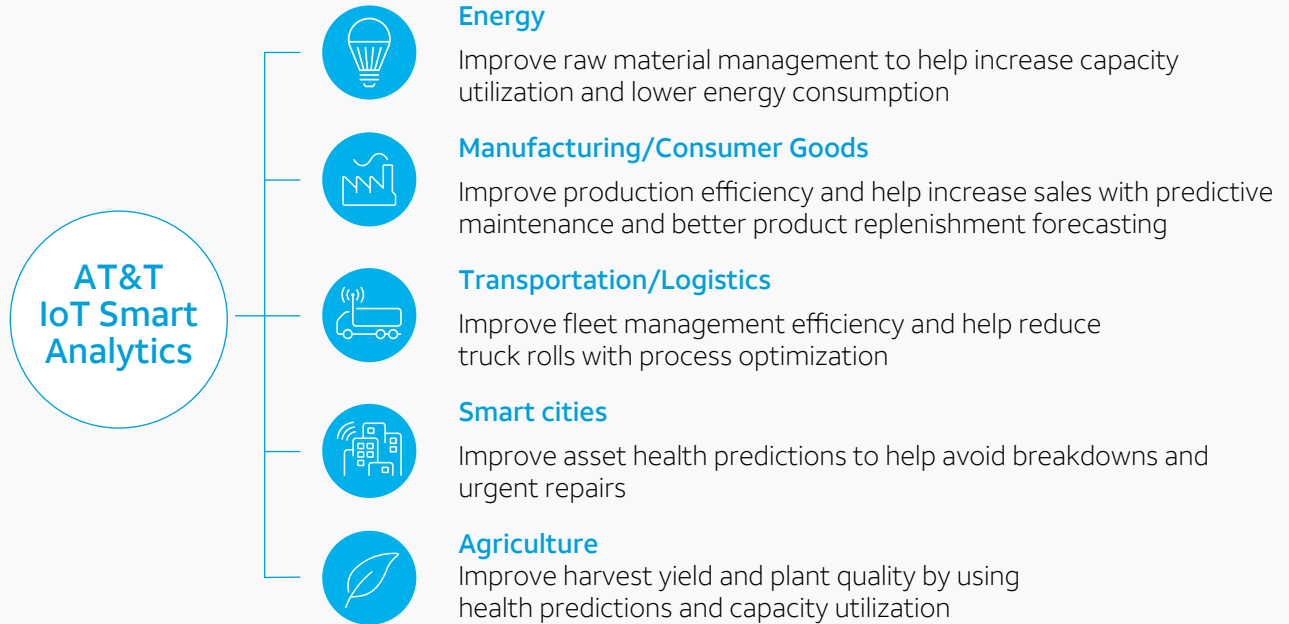 AT&T
IoT Smart
Analytics
Energy
Improve raw material management to help increase capacity
utilization and lower energy consumption
Manufacturing/Consumer Goods
Improve production efficiency and help increase sales with predictive
maintenance and better product replenishment forecasting
Transportation/Logistics
Improve fleet management efficiency and help reduce
truck rolls with process optimization
Smart cities
Improve asset health predictions to help avoid breakdowns and
urgent repairs
Agriculture
Improve harvest yield and plant quality by using
health predictions and capacity utilization